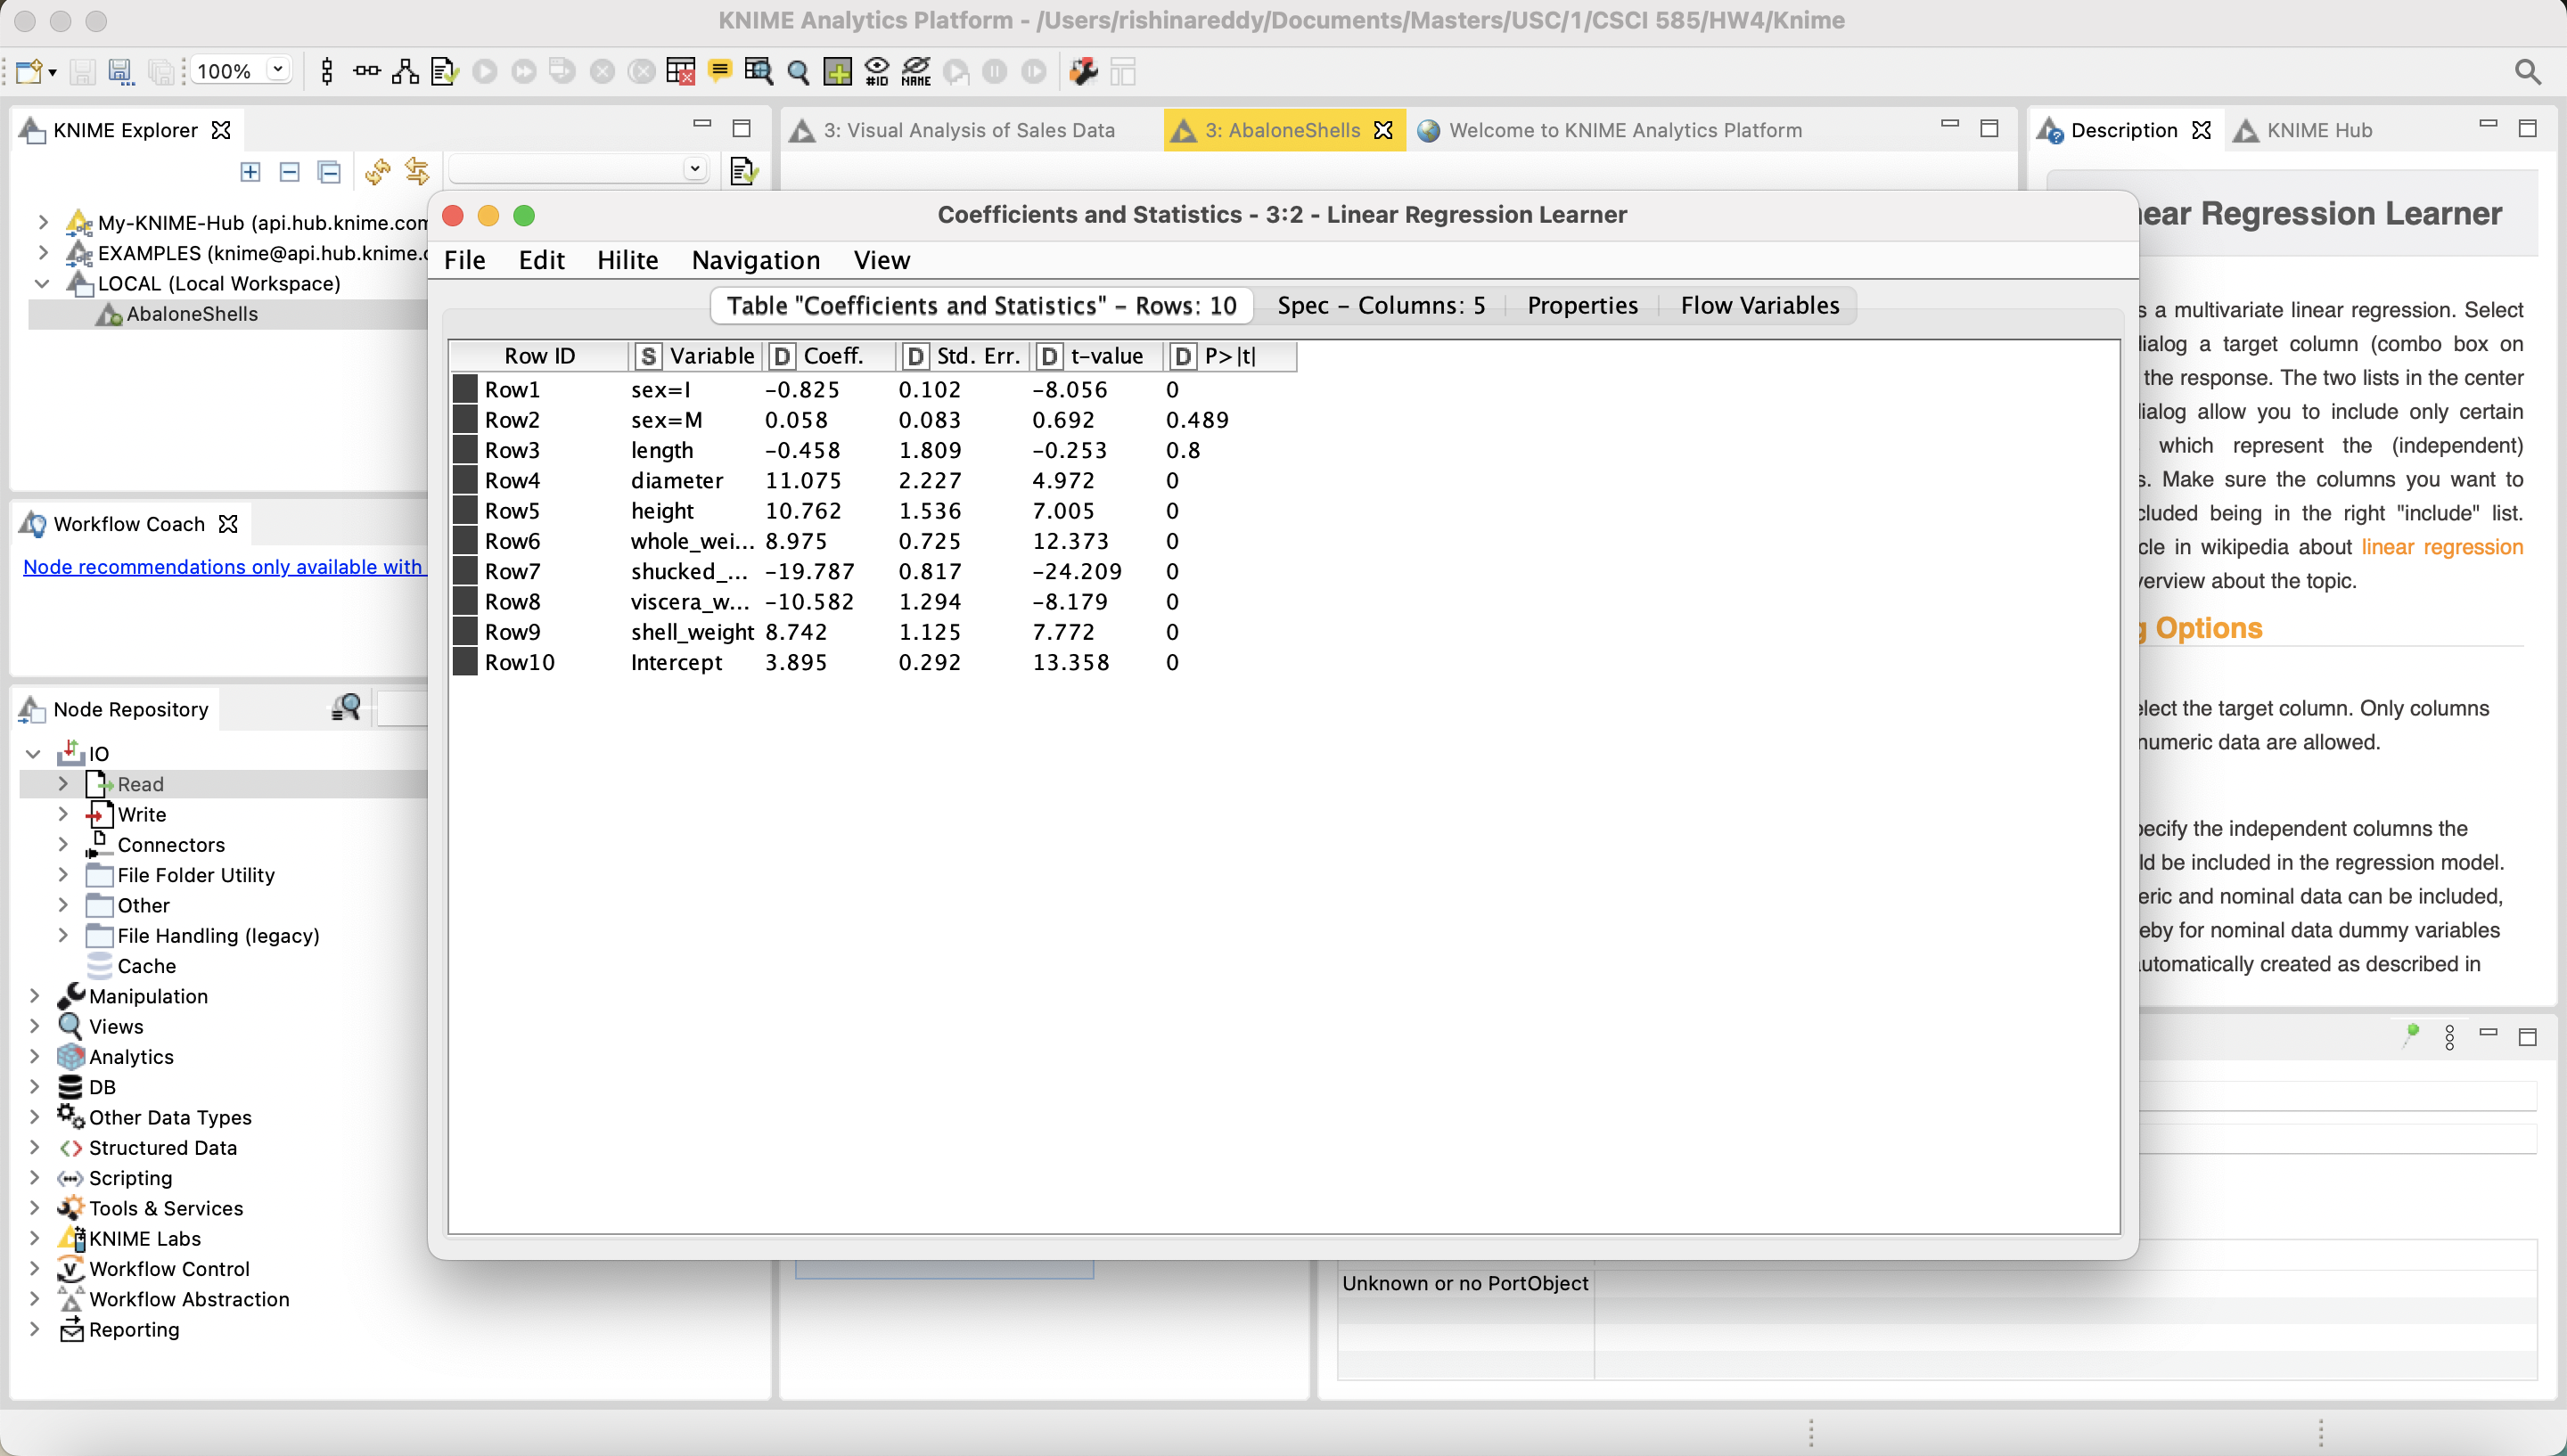 KNIME Analytics Platform - /Users/rishinareddy/Documents/Masters/USC/1/CSCI 585/HW4/Knime
100%
#ID
NAME
KNIME Explorer
3: Visual Analysis of Sales Data
3: AbaloneShells
Welcome to KNIME Analytics Platform
Description
KNIME Hub
My-KNIME-Hub (api.hub.knime.com
EXAMPLES (knime@api.hub.knime.
LOCAL (Local Workspace)
AbaloneShells
Workflow Coach
Node recommendations only available with
Node Repository
IO
Read
Write
Connectors
File Folder Utility
Other
File Handling (legacy)
Cache
Manipulation
Views
Analytics
DB
Other Data Types
Structured Data
Scripting
Tools & Services
KNIME Labs
Workflow Control
Workflow Abstraction
Reporting
Coefficients and Statistics - 3:2 - Linear Regression Learner
File Edit Hilite Navigation View
Table "Coefficients and Statistics" – Rows: 10 Spec – Columns: 5 Properties Flow Variables
Row ID S Variable D Coeff. D Std. Err. D t-value D P>|t|
Row1 sex=I -0.825 0.102 -8.056 0
Row2 sex=M 0.058 0.083 0.692 0.489
Row3 length -0.458 1.809 -0.253 0.8
Row4 diameter 11.075 2.227 4.972 0
Row5 height 10.762 1.536 7.005 0
Row6 whole_wei... 8.975 0.725 12.373 0
Row7 shucked_... -19.787 0.817 -24.209 0
Row8 viscera_w... -10.582 1.294 -8.179 0
Row9 shell_weight 8.742 1.125 7.772 0
Row10 Intercept 3.895 0.292 13.358 0
Regression Learner
a multivariate linear regression. Select
a target column (combo box on
the response. The two lists in the center
allow you to include only certain
which represent the (independent)
Make sure the columns you want to
being in the right "include" list.
in wikipedia about linear regression
about the topic.
Options
the target column. Only columns
numeric data are allowed.
the independent columns the
be included in the regression model.
and nominal data can be included,
for nominal data dummy variables
automatically created as described in
Unknown or no PortObject